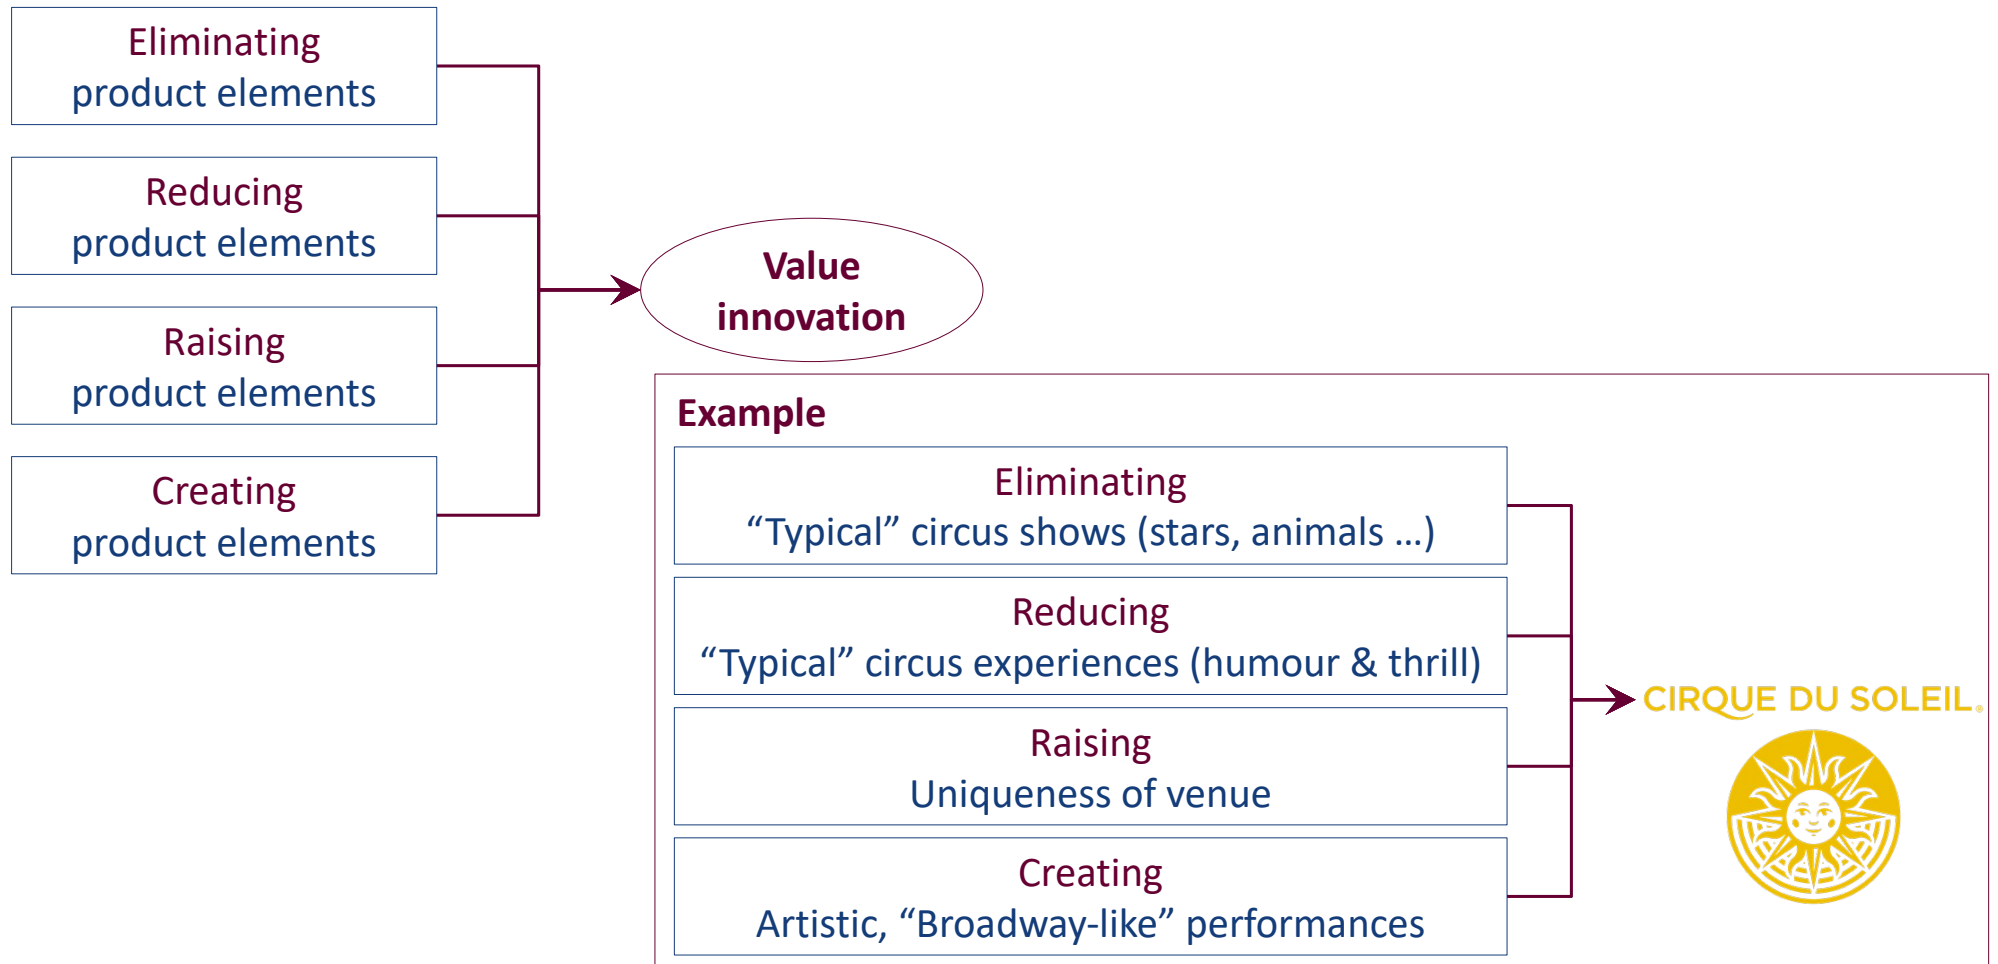 Eliminating
product elements
Reducing
product elements
Raising
product elements
Creating
product elements
Value
innovation
Example
Eliminating
“Typical” circus shows (stars, animals ...)
Reducing
“Typical” circus experiences (humour & thrill)
Raising
Uniqueness of venue
Creating
Artistic, “Broadway-like” performances
CIRQUE DU SOLEIL®